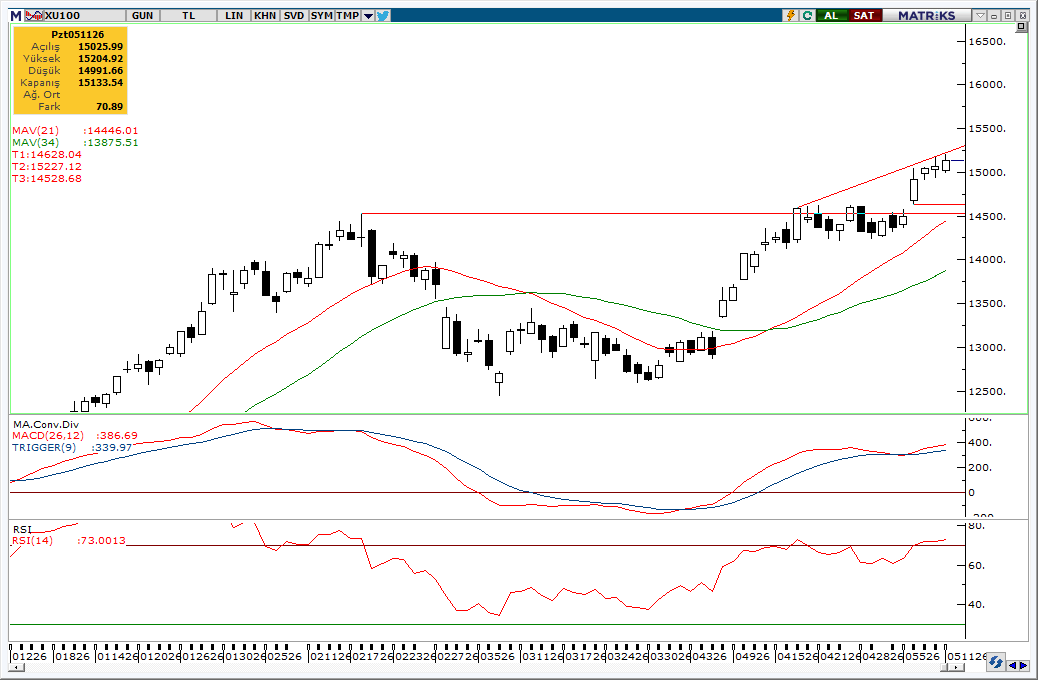 M XU100 GÜN TL LIN KHN SVD SYM TMP AL SAT MATRiKS
Pzt051126
Açılış 15025.99
Yüksek 15204.92
Düşük 14991.66
Kapanış 15133.54
Ağ. Ort
Fark 70.89
MAV(21) :14446.01
MAV(34) :13875.51
T1:14628.04
T2:15227.12
T3:14528.68
16500.
16000.
15500.
15000.
14500.
14000.
13500.
13000.
12500.
MA.Conv.Div
MACD(26,12) :386.69
TRIGGER(9) :339.97
600.
400.
200.
0
-200.
RSI
RSI(14) :73.0013
80.
60.
40.
01226 01826 011426 012026 012626 013026 02526 021126 021726 022326 022726 03526 031126 031726 032426 033026 04326 04926 041526 042126 042826 05526 051126